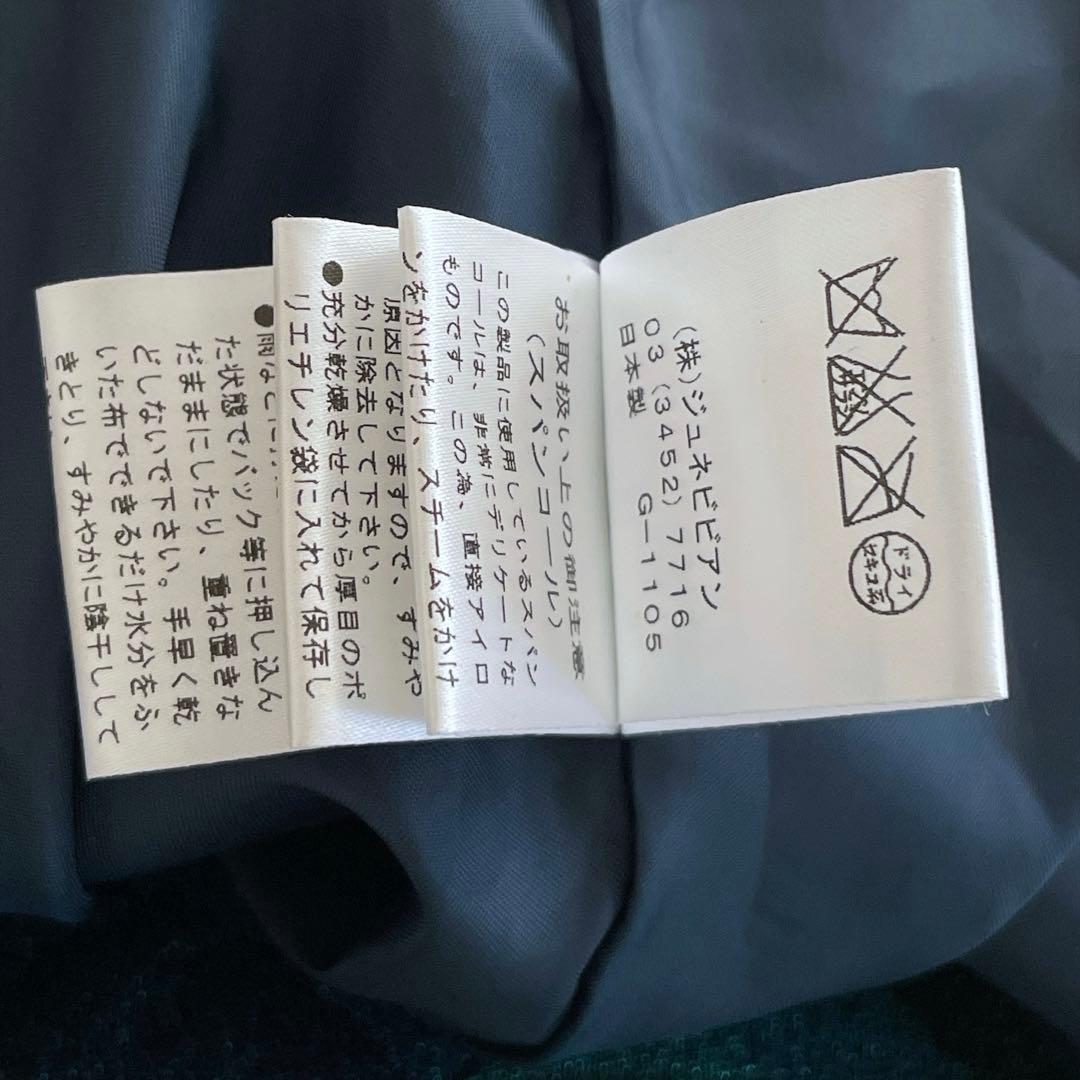 ドライ
セキユ系
エンソ
(株)ジュネビビアン
03(3452)7716
G-1105
日本製
お取扱い上の御注意
(スパンコール)
この製品に使用しているスパン
コールは、非常にデリケートな
ものです。この為、直接アイロ
ンをかけたり、スチームをかけ
原因となりますので、すみや
かに除去して下さい。
●充分乾燥させてから厚目のポ
リエチレン袋に入れて保存し
●雨などに
た状態でバック等に押し込ん
だままにしたり、重ね置きな
どしないで下さい。手早く乾
いた布でできるだけ水分をふ
きとり、すみやかに陰干しして